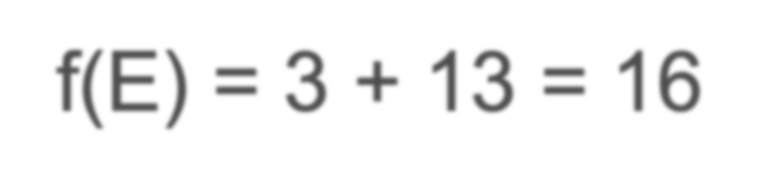 f(E) = 3 + 13 = 16